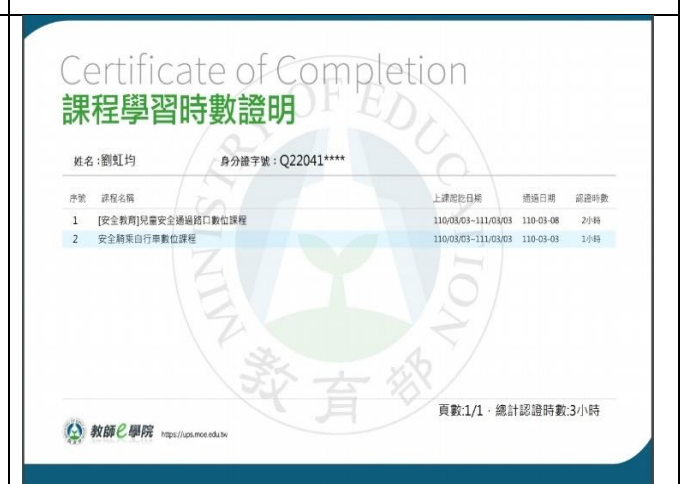 Certificate of Completion
課程學習時數證明
姓名:劉虹均 身分證字號:Q22041****
序號 課程名稱 上課起訖日期 通過日期 認證時數
1 [安全教育]兒童安全通過路口數位課程 110/03/03~111/03/03 110-03-08 2小時
2 安全騎乘自行車數位課程 110/03/03~111/03/03 110-03-03 1小時
MINISTRY OF EDUCATION
教育部
頁數:1/1,總計認證時數:3小時
教師e學院 https://ups.moe.edu.tw